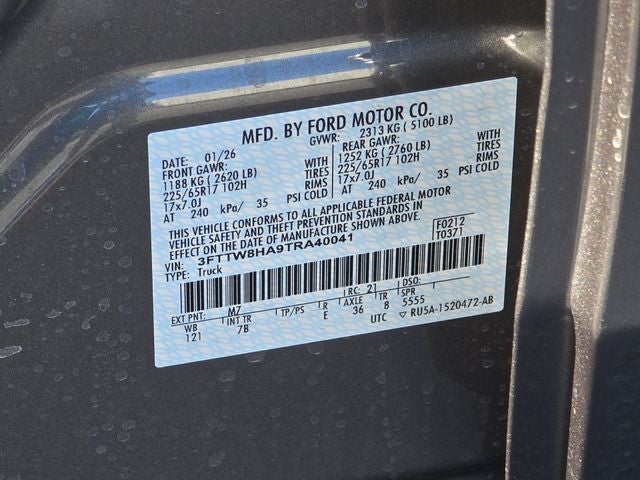 MFD. BY FORD MOTOR CO.
DATE: 01/26 GVWR: 2313 KG ( 5100 LB)
FRONT GAWR: WITH REAR GAWR: WITH
1188 KG ( 2620 LB) TIRES 1252 KG ( 2760 LB) TIRES
225/65R17 102H RIMS 225/65R17 102H RIMS
17x7.0J PSI COLD 17x7.0J PSI COLD
AT 240 kPa/ 35 AT 240 kPa/ 35
THIS VEHICLE CONFORMS TO ALL APPLICABLE FEDERAL MOTOR
VEHICLE SAFETY AND THEFT PREVENTION STANDARDS IN
EFFECT ON THE DATE OF MANUFACTURE SHOWN ABOVE.
VIN: 3FTTW8HA9TRA40041 F0212
TYPE: Truck T0371
EXT PNT: M7 RC: 21 DSO:
WB INT TR TP/PS R AXLE TR SPR
121 7B E 36 8 5555
UTC ▽ RU5A-1520472-AB